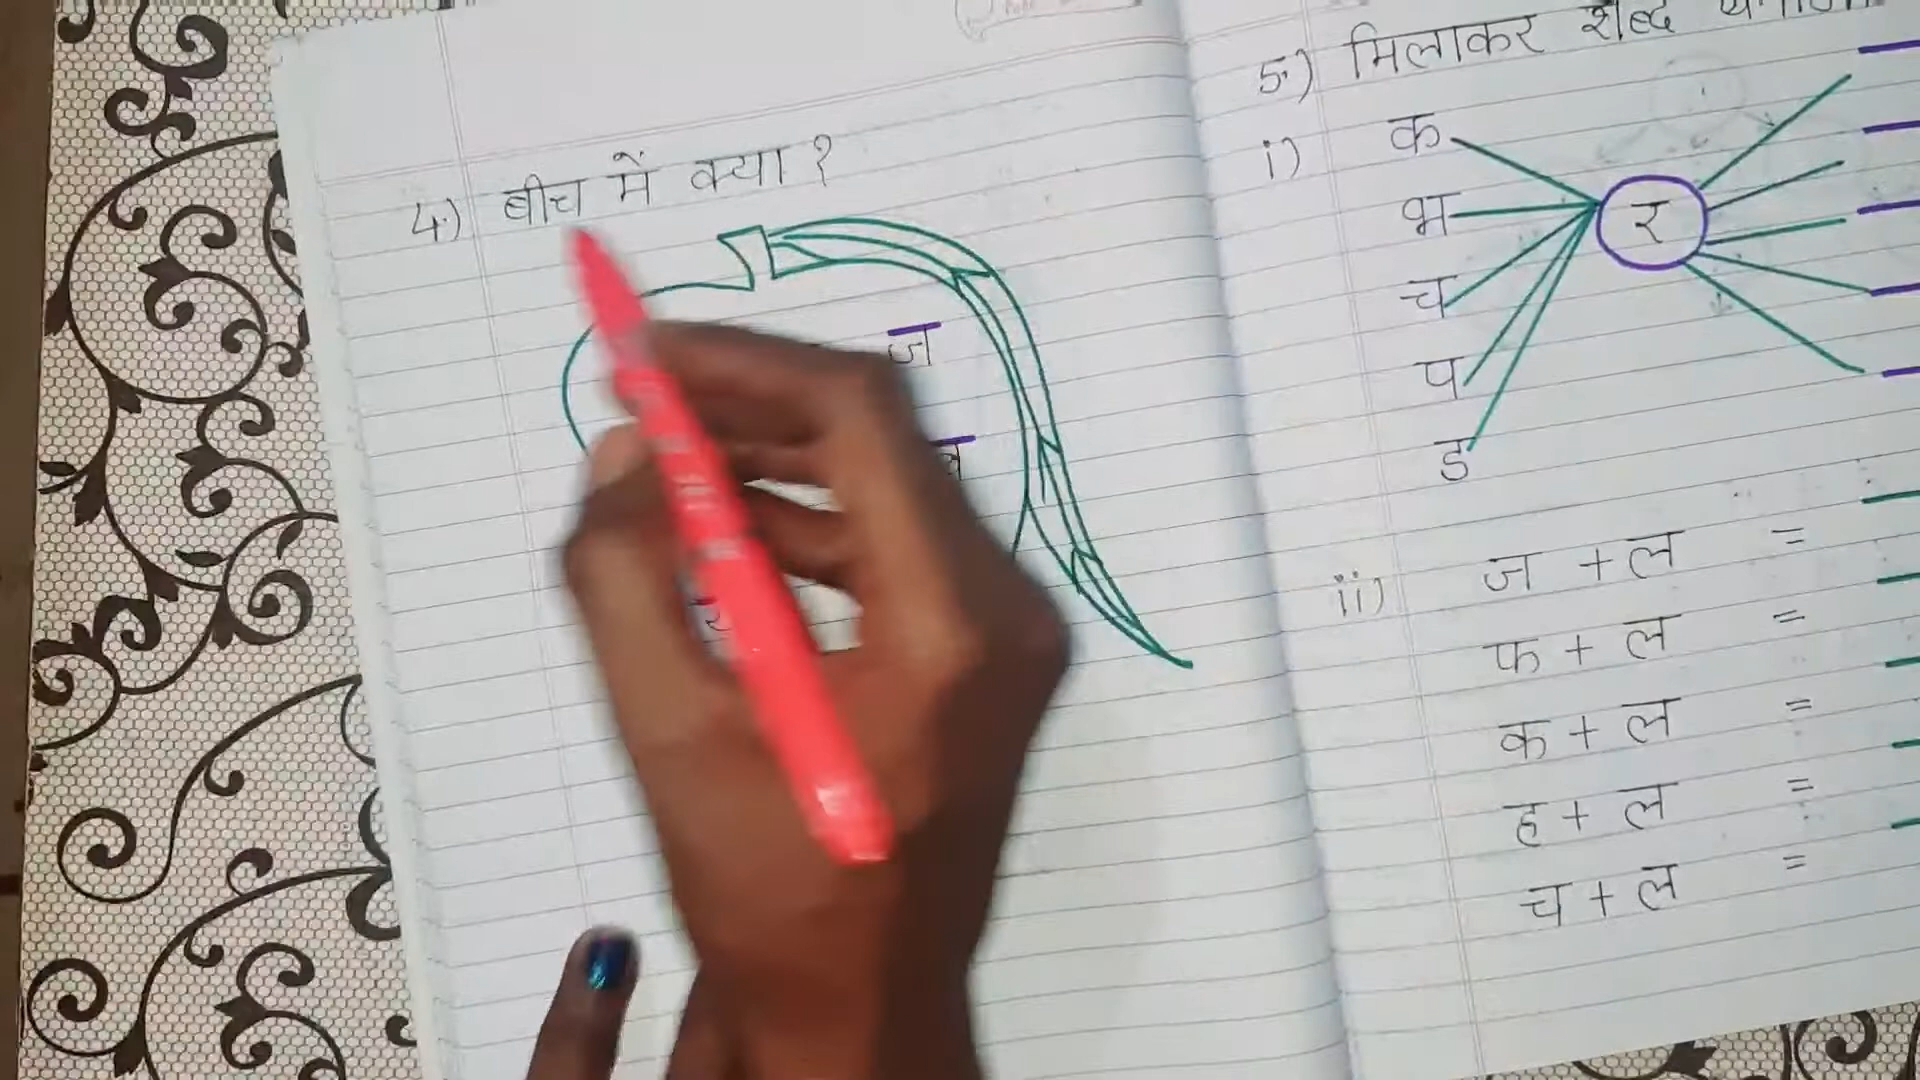 4.) बीच में क्या ?
ज
र
5.) मिलाकर शब्द
i) क
भ
च
प
ड
र
ii) ज + ल =
फ + ल =
क + ल =
ह + ल =
च + ल =